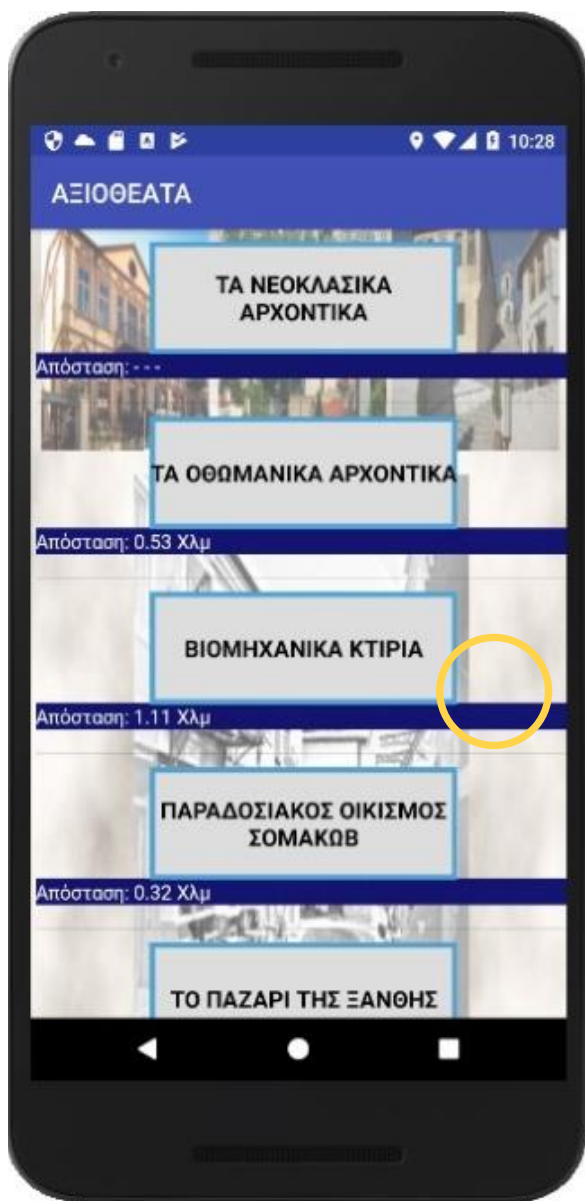 10:28
ΑΞΙΟΘΕΑΤΑ
ΤΑ ΝΕΟΚΛΑΣΙΚΑ
ΑΡΧΟΝΤΙΚΑ
Απόσταση: - - -
ΤΑ ΟΘΩΜΑΝΙΚΑ ΑΡΧΟΝΤΙΚΑ
Απόσταση: 0.53 Χλμ
ΒΙΟΜΗΧΑΝΙΚΑ ΚΤΙΡΙΑ
Απόσταση: 1.11 Χλμ
ΠΑΡΑΔΟΣΙΑΚΟΣ ΟΙΚΙΣΜΟΣ
ΣΟΜΑΚΩΒ
Απόσταση: 0.32 Χλμ
ΤΟ ΠΑΖΑΡΙ ΤΗΣ ΞΑΝΘΗΣ